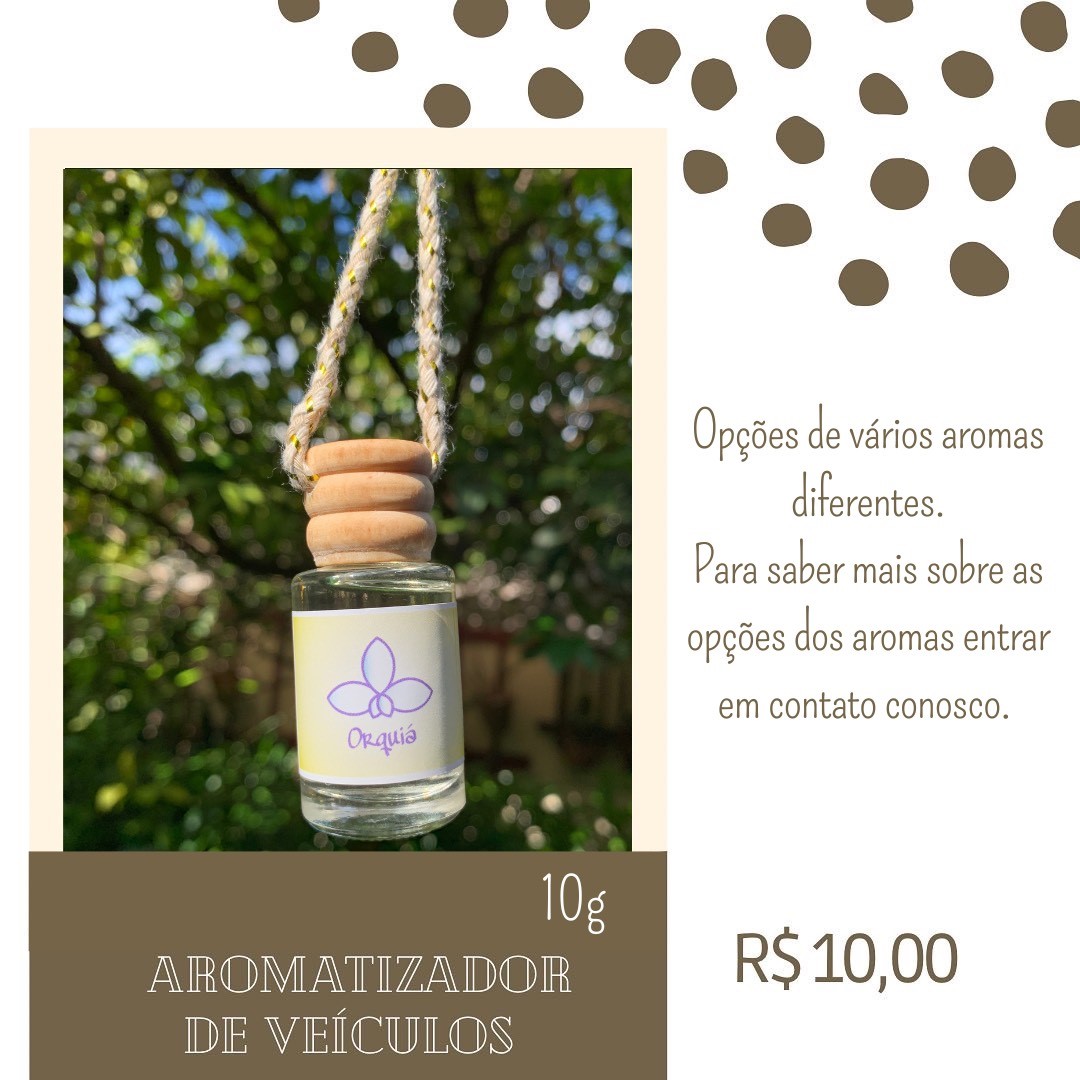 Opções de vários aromas
diferentes.
Para saber mais sobre as
opções dos aromas entrar
em contato conosco.
Orquiá
10g
AROMATIZADOR
DE VEÍCULOS
R$ 10,00